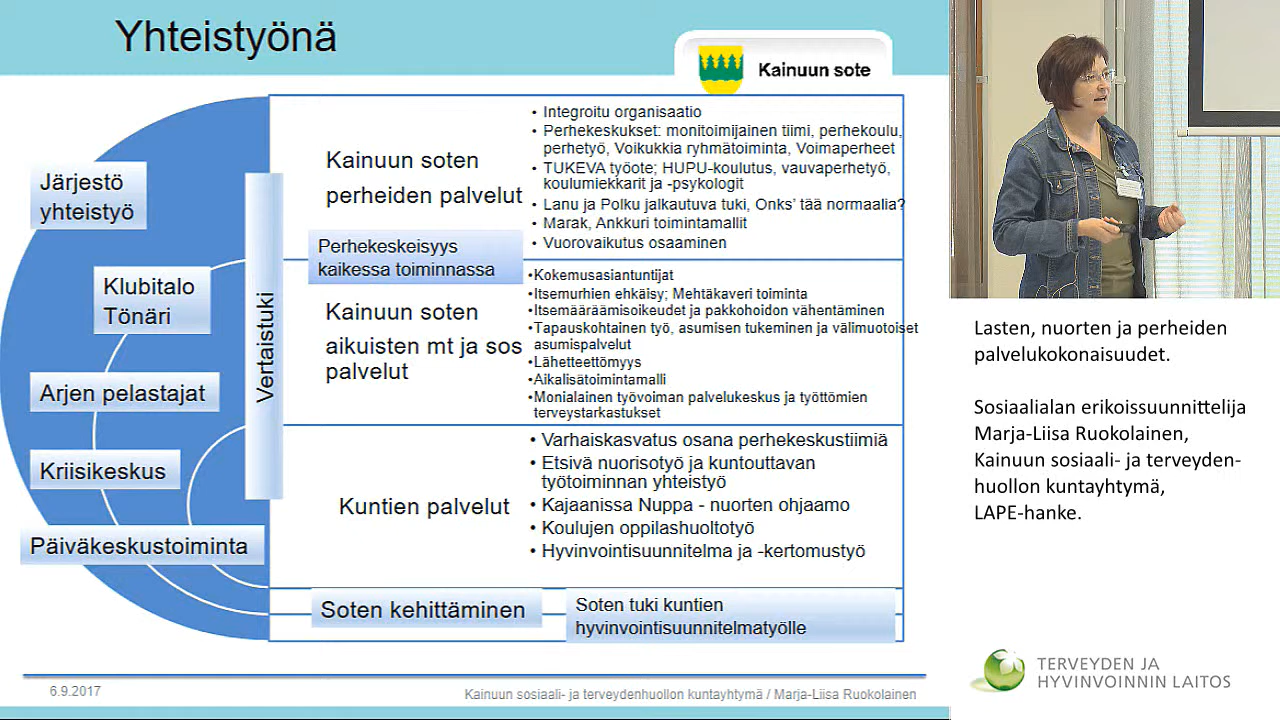 Yhteistyönä
Kainuun sote
Järjestö
yhteistyö
Klubitalo
Tönäri
Arjen pelastajat
Kriisikeskus
Päiväkeskustoiminta
Vertaistuki
Kainuun soten
perheiden palvelut
• Integroitu organisaatio
• Perhekeskukset: monitoimijainen tiimi, perhekoulu,
perhetyö, Voikukkia ryhmätoiminta, Voimaperheet
• TUKEVA työote; HUPU-koulutus, vauvaperhetyö,
koulumiekkarit ja -psykologit
• Lanu ja Polku jalkautuva tuki, Onks' tää normaalia?
• Marak, Ankkuri toimintamallit
• Vuorovaikutus osaaminen
Perhekeskeisyys
kaikessa toiminnassa
Kainuun soten
aikuisten mt ja sos
palvelut
•Kokemusasiantuntijat
•Itsemurhien ehkäisy; Mehtäkaveri toiminta
•Itsemääräämisoikeudet ja pakkohoidon vähentäminen
•Tapauskohtainen työ, asumisen tukeminen ja välimuotoiset
asumispalvelut
•Lähetteettömyys
•Aikalisätoimintamalli
•Monialainen työvoiman palvelukeskus ja työttömien
terveystarkastukset
Kuntien palvelut
• Varhaiskasvatus osana perhekeskustiimiä
• Etsivä nuorisotyö ja kuntouttavan
työtoiminnan yhteistyö
• Kajaanissa Nuppa - nuorten ohjaamo
• Koulujen oppilashuoltotyö
• Hyvinvointisuunnitelma ja -kertomustyö
Soten kehittäminen
Soten tuki kuntien
hyvinvointisuunnitelmatyölle
6.9.2017
Kainuun sosiaali- ja terveydenhuollon kuntayhtymä / Marja-Liisa Ruokolainen
Lasten, nuorten ja perheiden
palvelukokonaisuudet.
Sosiaalialan erikoissuunnittelija
Marja-Liisa Ruokolainen,
Kainuun sosiaali- ja terveyden-
huollon kuntayhtymä,
LAPE-hanke.
TERVEYDEN JA
HYVINVOINNIN LAITOS